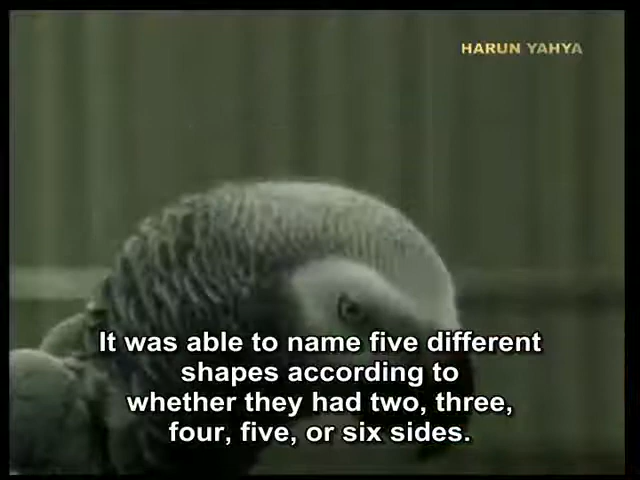 HARUN YAHYA
It was able to name five different
shapes according to
whether they had two, three,
four, five, or six sides.